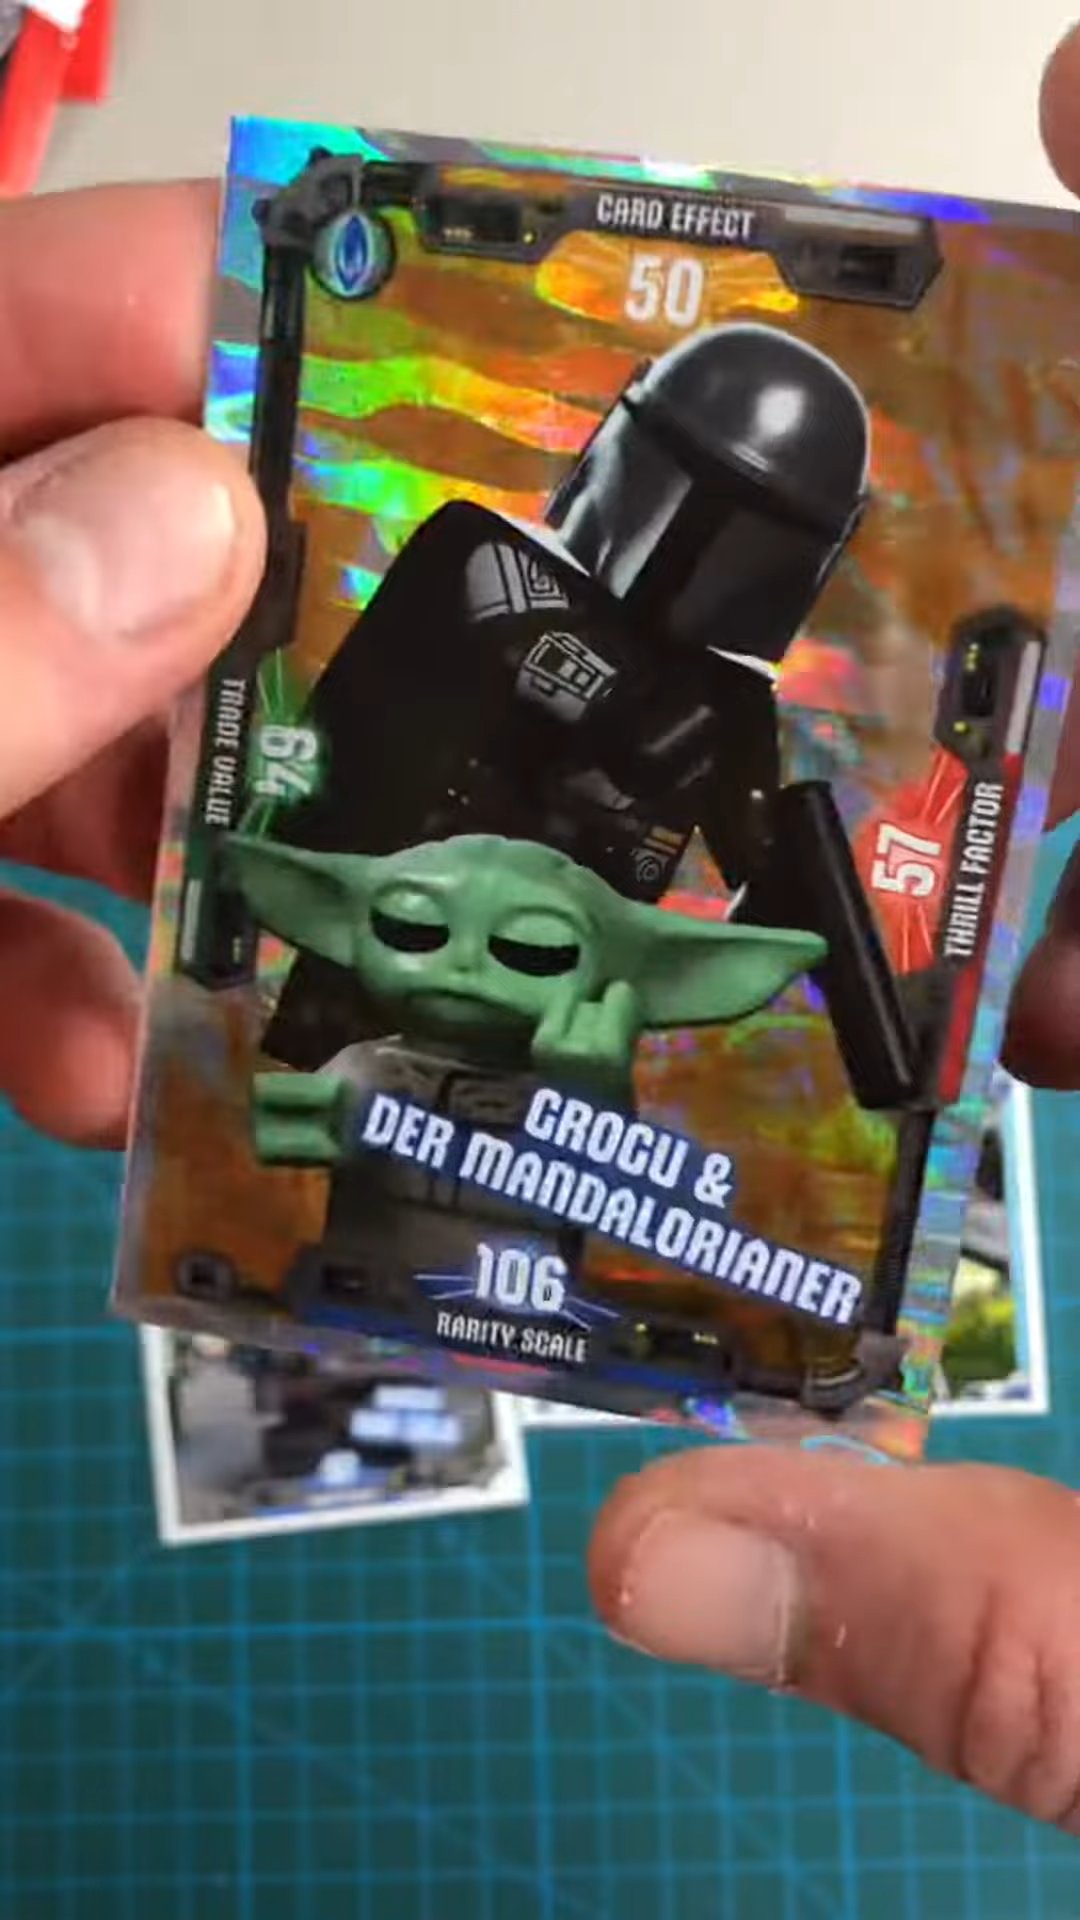 CARD EFFECT
50
TRADE VALUE
64
57
THRILL FACTOR
GROGU &
DER MANDALORIANER
106
RARITY SCALE